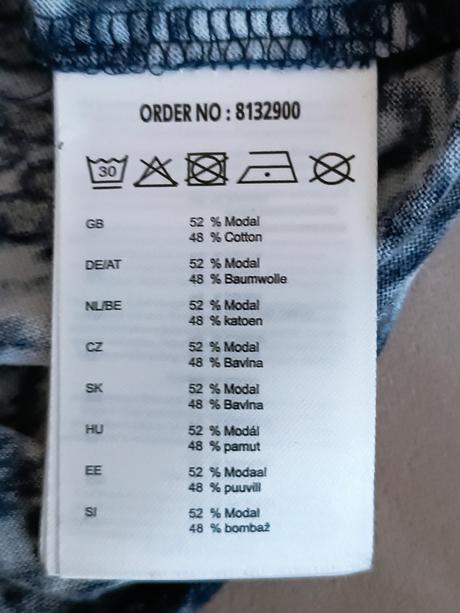 ORDER NO : 8132900
30
GB 52 % Modal
48 % Cotton
DE/AT 52 % Modal
48 % Baumwolle
NL/BE 52 % Modal
48 % katoen
CZ 52 % Modal
48 % Bavlna
SK 52 % Modal
48 % Bavlna
HU 52 % Modál
48 % pamut
EE 52 % Modaal
48 % puuvill
SI 52 % Modal
48 % bombaž